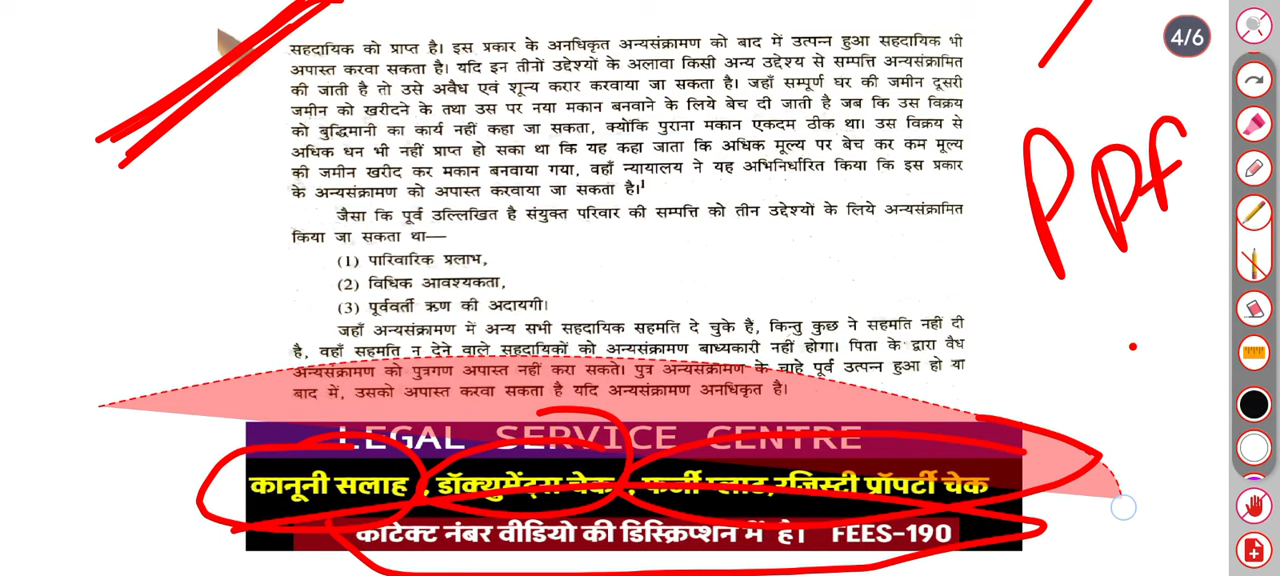 सहदायिक को प्राप्त है। इस प्रकार के अनधिकृत अन्यसंक्रामण को बाद में उत्पन्न हुआ सहदायिक भी
अपास्त करवा सकता है। यदि इन तीनों उद्देश्यों के अलावा किसी अन्य उद्देश्य से सम्पत्ति अन्यसंक्रामित
की जाती है तो उसे अवैध एवं शून्य करार करवाया जा सकता है। जहाँ सम्पूर्ण घर की जमीन दूसरी
जमीन को खरीदने के तथा उस पर नया मकान बनवाने के लिये बेच दी जाती है जब कि उस विक्रय
को बुद्धिमानी का कार्य नहीं कहा जा सकता, क्योंकि पुराना मकान एकदम ठीक था। उस विक्रय से
अधिक धन भी नहीं प्राप्त हो सका था कि यह कहा जाता कि अधिक मूल्य पर बेच कर कम मूल्य
की जमीन खरीद कर मकान बनवाया गया, वहाँ न्यायालय ने यह अभिनिर्धारित किया कि इस प्रकार
के अन्यसंक्रामण को अपास्त करवाया जा सकता है।1
जैसा कि पूर्व उल्लिखित है संयुक्त परिवार की सम्पत्ति को तीन उद्देश्यों के लिये अन्यसंक्रामित
किया जा सकता था—
(1) पारिवारिक प्रलाभ,
(2) विधिक आवश्यकता,
(3) पूर्ववर्ती ऋण की अदायगी।
जहाँ अन्यसंक्रामण में अन्य सभी सहदायिक सहमति दे चुके हैं, किन्तु कुछ ने सहमति नहीं दी
है, वहाँ सहमति न देने वाले सहदायिकों को अन्यसंक्रामण बाध्यकारी नहीं होगा। पिता के द्वारा वैध
अन्यसंक्रामण को पुत्रगण अपास्त नहीं करा सकते। पुत्र अन्यसंक्रामण के चाहे पूर्व उत्पन्न हुआ हो या
बाद में, उसको अपास्त करवा सकता है यदि अन्यसंक्रामण अनधिकृत है।
4/6
PPF
LEGAL SERVICE CENTRE
कानूनी सलाह , डॉक्युमेंट्स चेक , फर्जी प्लाट,रजिस्टी प्रॉपर्टी चेक
कांटेक्ट नंबर वीडियो की डिस्क्रिप्शन में है। FEES-190